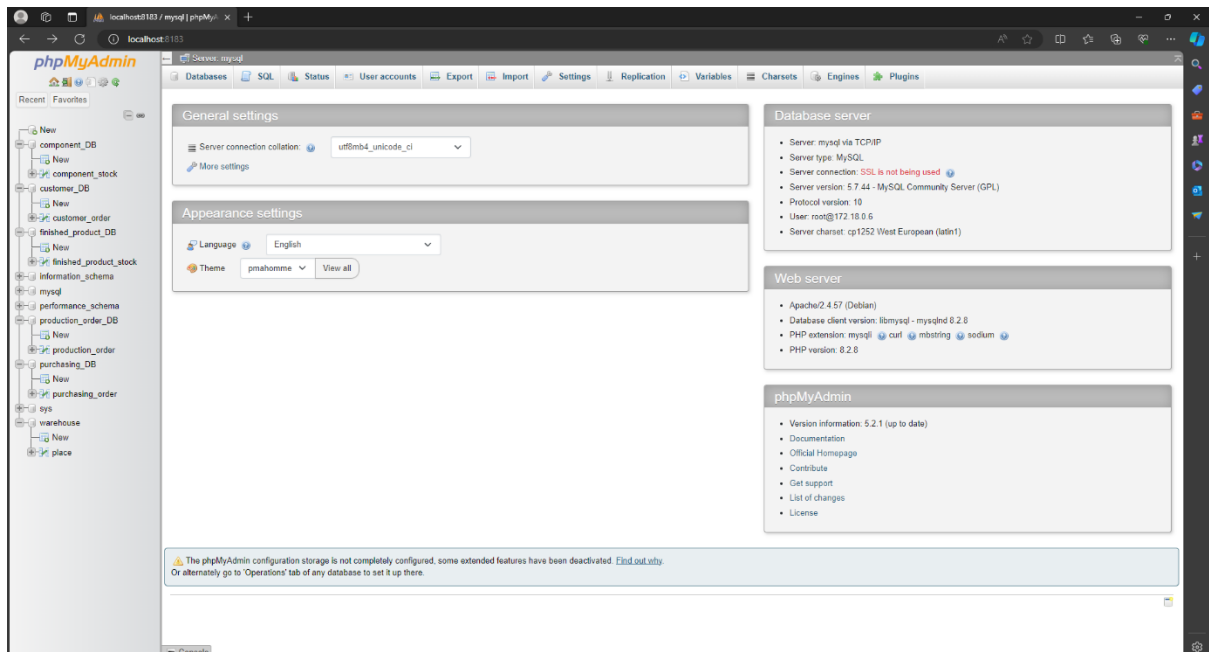 localhost:8183 / mysql | phpMyA
localhost:8183
phpMyAdmin
Recent Favorites
New
component_DB
New
component_stock
customer_DB
New
customer_order
finished_product_DB
New
finished_product_stock
information_schema
mysql
performance_schema
production_order_DB
New
production_order
purchasing_DB
New
purchasing_order
sys
warehouse
New
place
Server: mysql
Databases SQL Status User accounts Export Import Settings Replication Variables Charsets Engines Plugins
General settings
Server connection collation: utf8mb4_unicode_ci
More settings
Appearance settings
Language English
Theme pmahomme View all
Database server
Server: mysql via TCP/IP
Server type: MySQL
Server connection: SSL is not being used
Server version: 5.7.44 - MySQL Community Server (GPL)
Protocol version: 10
User: root@172.18.0.6
Server charset: cp1252 West European (latin1)
Web server
Apache/2.4.57 (Debian)
Database client version: libmysql - mysqlnd 8.2.8
PHP extension: mysqli curl mbstring sodium
PHP version: 8.2.8
phpMyAdmin
Version information: 5.2.1 (up to date)
Documentation
Official Homepage
Contribute
Get support
List of changes
License
The phpMyAdmin configuration storage is not completely configured, some extended features have been deactivated. Find out why.
Or alternately go to 'Operations' tab of any database to set it up there.
Console